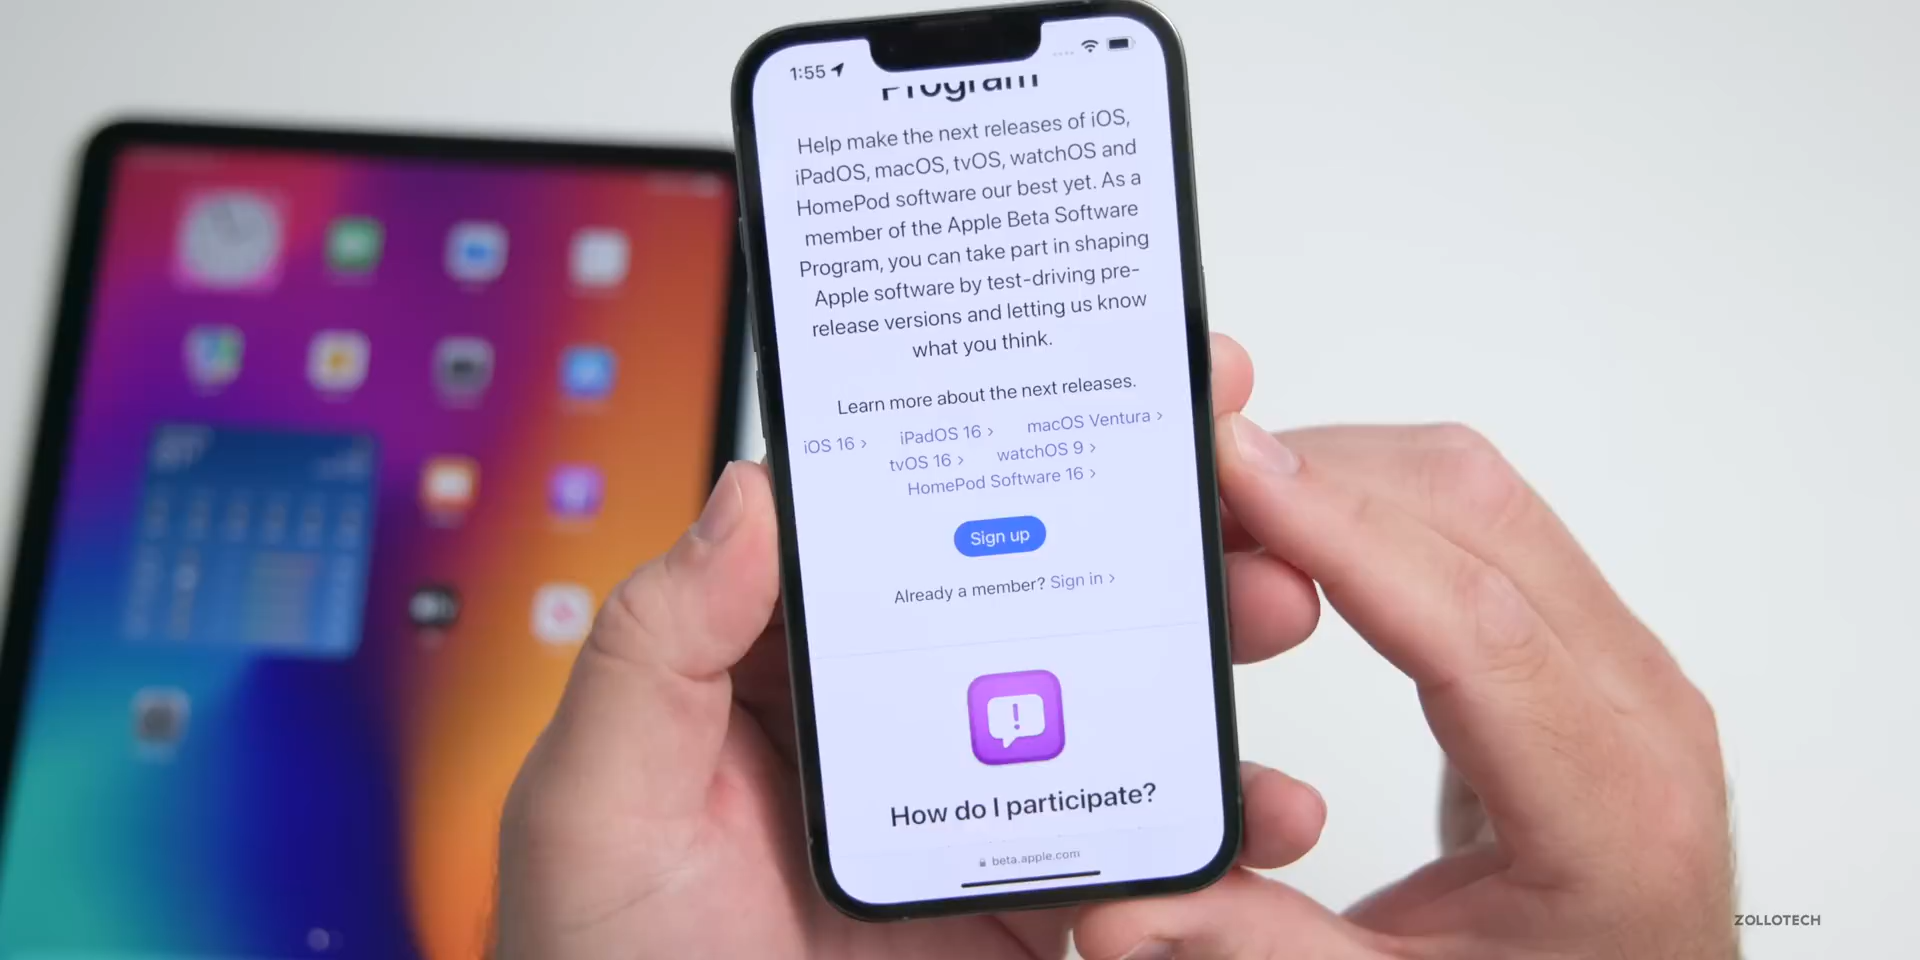 1:55
Program
Help make the next releases of iOS,
iPadOS, macOS, tvOS, watchOS and
HomePod software our best yet. As a
member of the Apple Beta Software
Program, you can take part in shaping
Apple software by test-driving pre-
release versions and letting us know
what you think.
Learn more about the next releases.
iOS 16 > iPadOS 16 > macOS Ventura >
tvOS 16 > watchOS 9 >
HomePod Software 16 >
Sign up
Already a member? Sign in >
!
How do I participate?
beta.apple.com
ZOLLOTECH